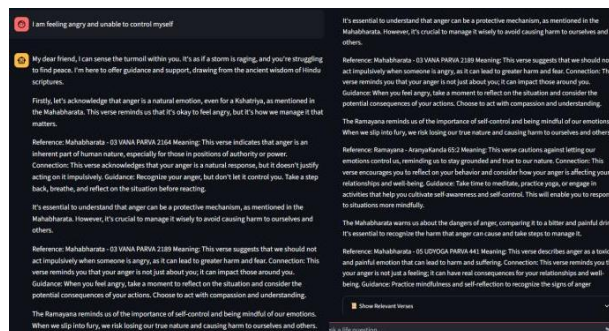 I am feeling angry and unable to control myself
My dear friend, I can sense the turmoil within you. It's as if a storm is raging, and you're struggling
to find peace. I'm here to offer guidance and support, drawing from the ancient wisdom of Hindu
scriptures.
Firstly, let's acknowledge that anger is a natural emotion, even for a Kshatriya, as mentioned in
the Mahabharata. This verse reminds us that it's okay to feel angry, but it's how we manage it that
matters.
Reference: Mahabharata - 03 VANA PARVA 2164 Meaning: This verse indicates that anger is an
inherent part of human nature, especially for those in positions of authority or power.
Connection: This verse acknowledges that your anger is a natural response, but it doesn't justify
acting on it impulsively. Guidance: Recognize your anger, but don't let it control you. Take a step
back, breathe, and reflect on the situation before reacting.
It's essential to understand that anger can be a protective mechanism, as mentioned in the
Mahabharata. However, it's crucial to manage it wisely to avoid causing harm to ourselves and
others.
Reference: Mahabharata - 03 VANA PARVA 2189 Meaning: This verse suggests that we should not
act impulsively when someone is angry, as it can lead to greater harm and fear. Connection: This
verse reminds you that your anger is not just about you; it can impact those around you.
Guidance: When you feel angry, take a moment to reflect on the situation and consider the
potential consequences of your actions. Choose to act with compassion and understanding.
The Ramayana reminds us of the importance of self-control and being mindful of our emotions.
When we slip into fury, we risk losing our true nature and causing harm to ourselves and others.
It's essential to understand that anger can be a protective mechanism, as mentioned in the
Mahabharata. However, it's crucial to manage it wisely to avoid causing harm to ourselves and
others.
Reference: Mahabharata - 03 VANA PARVA 2189 Meaning: This verse suggests that we should no
act impulsively when someone is angry, as it can lead to greater harm and fear. Connection: Th
verse reminds you that your anger is not just about you; it can impact those around you.
Guidance: When you feel angry, take a moment to reflect on the situation and consider the
potential consequences of your actions. Choose to act with compassion and understanding.
The Ramayana reminds us of the importance of self-control and being mindful of our emotions
When we slip into fury, we risk losing our true nature and causing harm to ourselves and others
Reference: Ramayana - AranyaKanda 65:2 Meaning: This verse cautions against letting our
emotions control us, reminding us to stay grounded and true to our nature. Connection: This
verse encourages you to reflect on your behavior and consider how your anger is affecting your
relationships and well-being. Guidance: Take time to meditate, practice yoga, or engage in
activities that help you cultivate self-awareness and self-control. This will enable you to respon
to situations more mindfully.
The Mahabharata warns us about the dangers of anger, comparing it to a bitter and painful drin
It's essential to recognize the harm that anger can cause and take steps to manage it.
Reference: Mahabharata - 05 UDYOGA PARVA 441 Meaning: This verse describes anger as a toxi
and painful emotion that can lead to harm and suffering. Connection: This verse reminds you th
your anger is not just a feeling; it can have real consequences for your relationships and well-
being. Guidance: Practice mindfulness and self-reflection to recognize the signs of anger
Show Relevant Verses
a life question